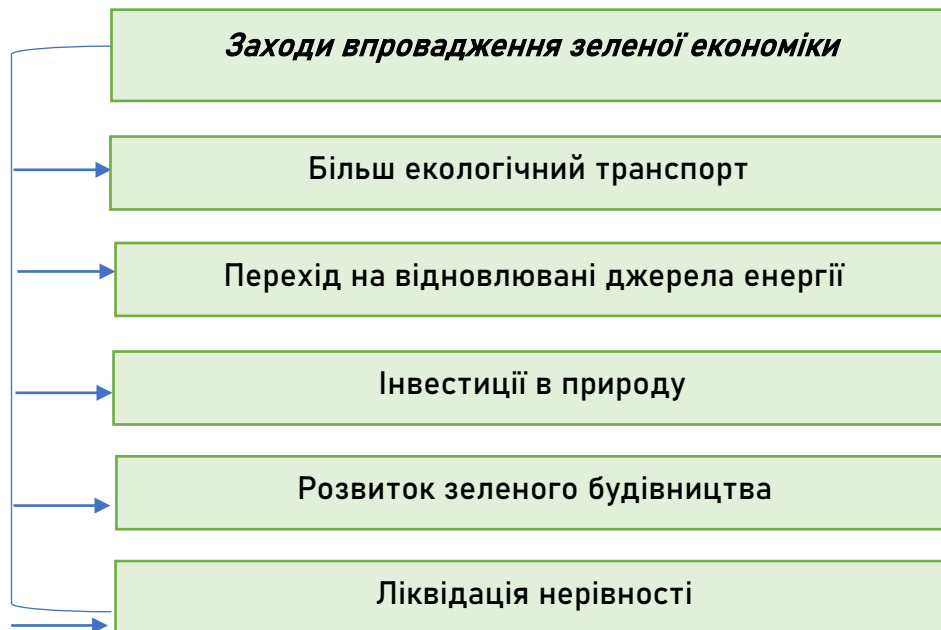 Заходи впровадження зеленої економіки
Більш екологічний транспорт
Перехід на відновлювані джерела енергії
Інвестиції в природу
Розвиток зеленого будівництва
Ліквідація нерівності